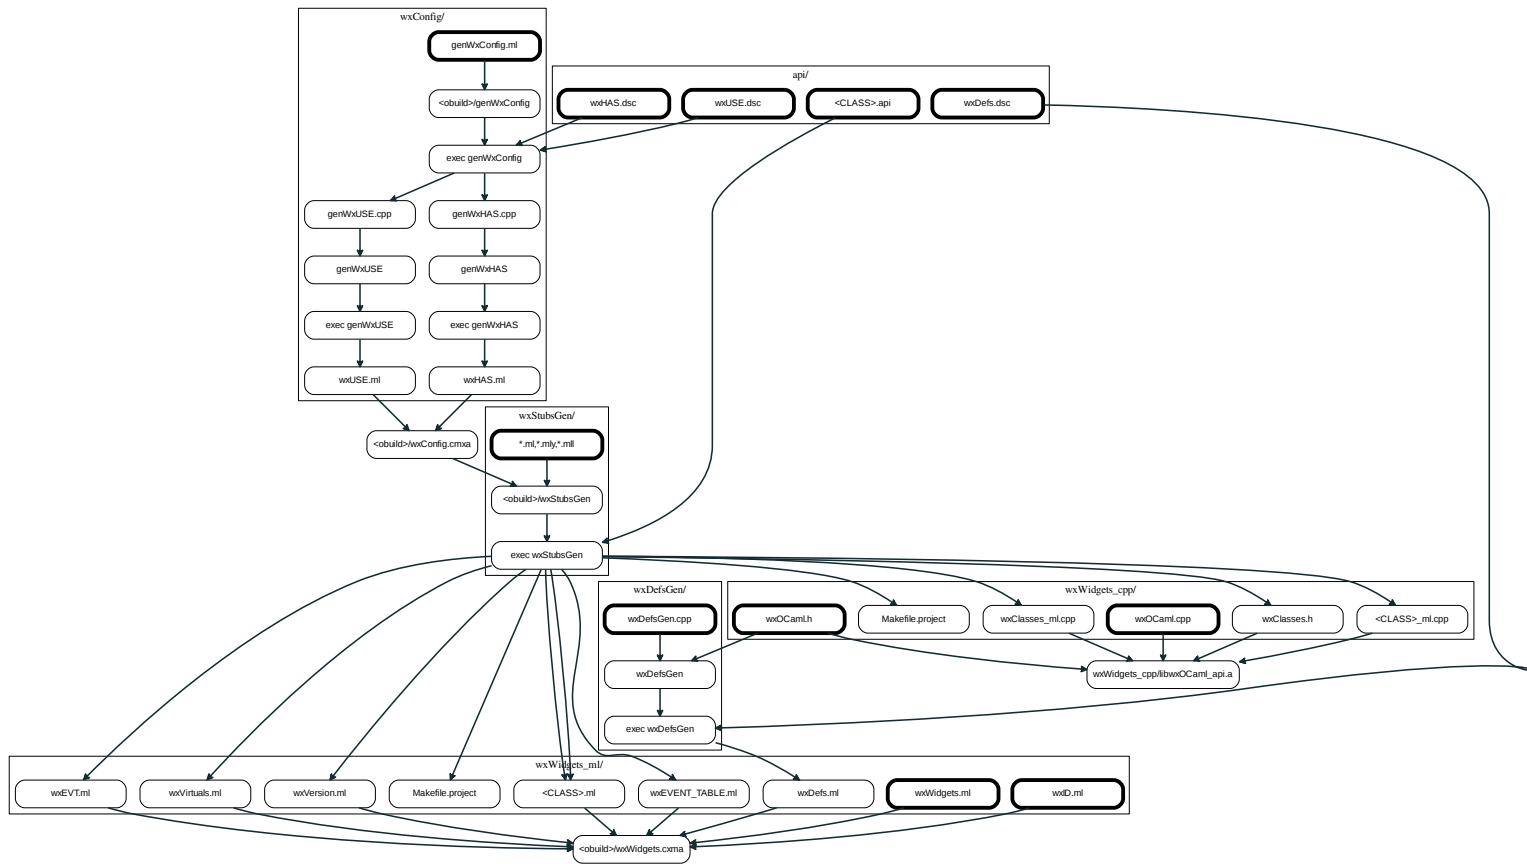 wxConfig/
genWxConfig.ml
api/
<obuild>/genWxConfig
wxHAS.dsc
wxUSE.dsc
<CLASS>.api
wxDefs.dsc
exec genWxConfig
genWxUSE.cpp
genWxHAS.cpp
genWxUSE
genWxHAS
exec genWxUSE
exec genWxHAS
wxUSE.ml
wxHAS.ml
wxStubsGen/
<obuild>/wxConfig.cmxa
*.ml,*.mly,*.mll
<obuild>/wxStubsGen
exec wxStubsGen
wxDefsGen/
wxWidgets_cpp/
wxDefsGen.cpp
wxOCaml.h
Makefile.project
wxClasses_ml.cpp
wxOCaml.cpp
wxClasses.h
<CLASS>_ml.cpp
wxDefsGen
wxWidgets_cpp/libwxOCaml_api.a
exec wxDefsGen
wxWidgets_ml/
wxEVT.ml
wxVirtuals.ml
wxVersion.ml
Makefile.project
<CLASS>.ml
wxEVENT_TABLE.ml
wxDefs.ml
wxWidgets.ml
wxID.ml
<obuild>/wxWidgets.cxma